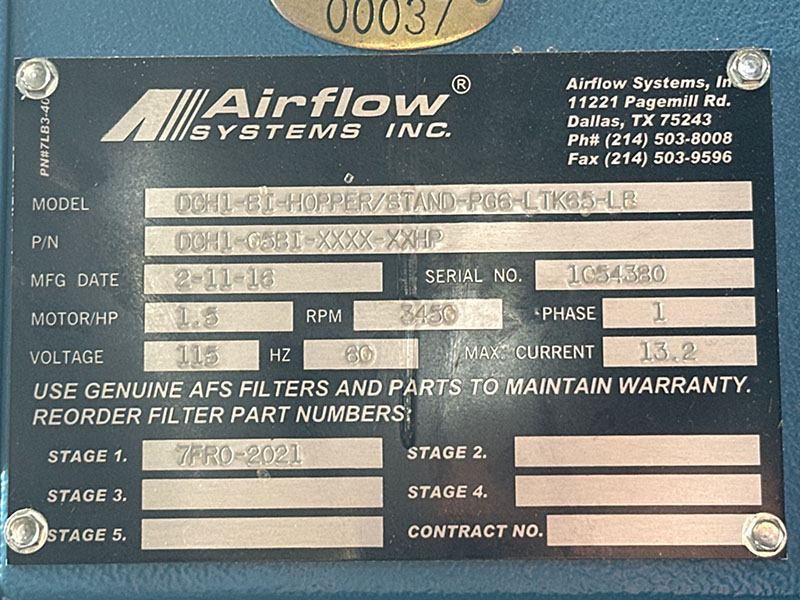 00037
Airflow®
SYSTEMS INC.
Airflow Systems, In
11221 Pagemill Rd.
Dallas, TX 75243
Ph# (214) 503-8008
Fax (214) 503-9596
PN#7LB3-40
MODEL DCH1-BI-HOPPER/STAND-PG6-LTK65-LB
P/N DCH1-G5BI-XXXX-XXHP
MFG DATE 2-11-16 SERIAL NO. 1C54380
MOTOR/HP 1.5 RPM 3450 PHASE 1
VOLTAGE 115 HZ 60 MAX. CURRENT 13.2
USE GENUINE AFS FILTERS AND PARTS TO MAINTAIN WARRANTY.
REORDER FILTER PART NUMBERS:
STAGE 1. 7FR0-2021 STAGE 2.
STAGE 3. STAGE 4.
STAGE 5. CONTRACT NO.